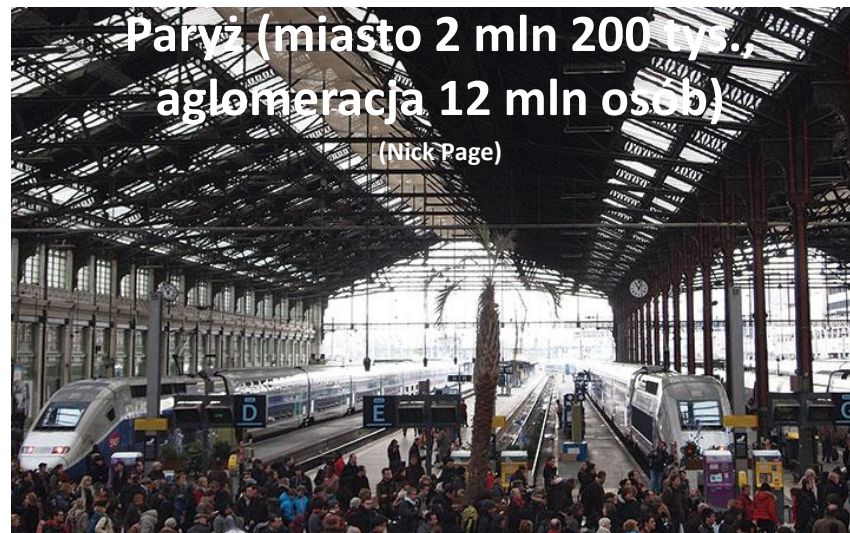 Paryż (miasto 2 mln 200 tys.,
aglomeracja 12 mln osób)
(Nick Page)
D
E
G